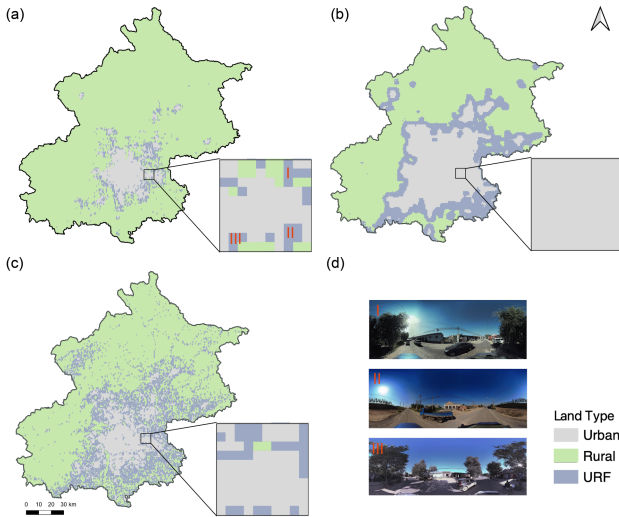 (a)
(b)
I
III
II
(c)
(d)
I
II
III
Land Type
Urban
Rural
URF
0 10 20 30 km